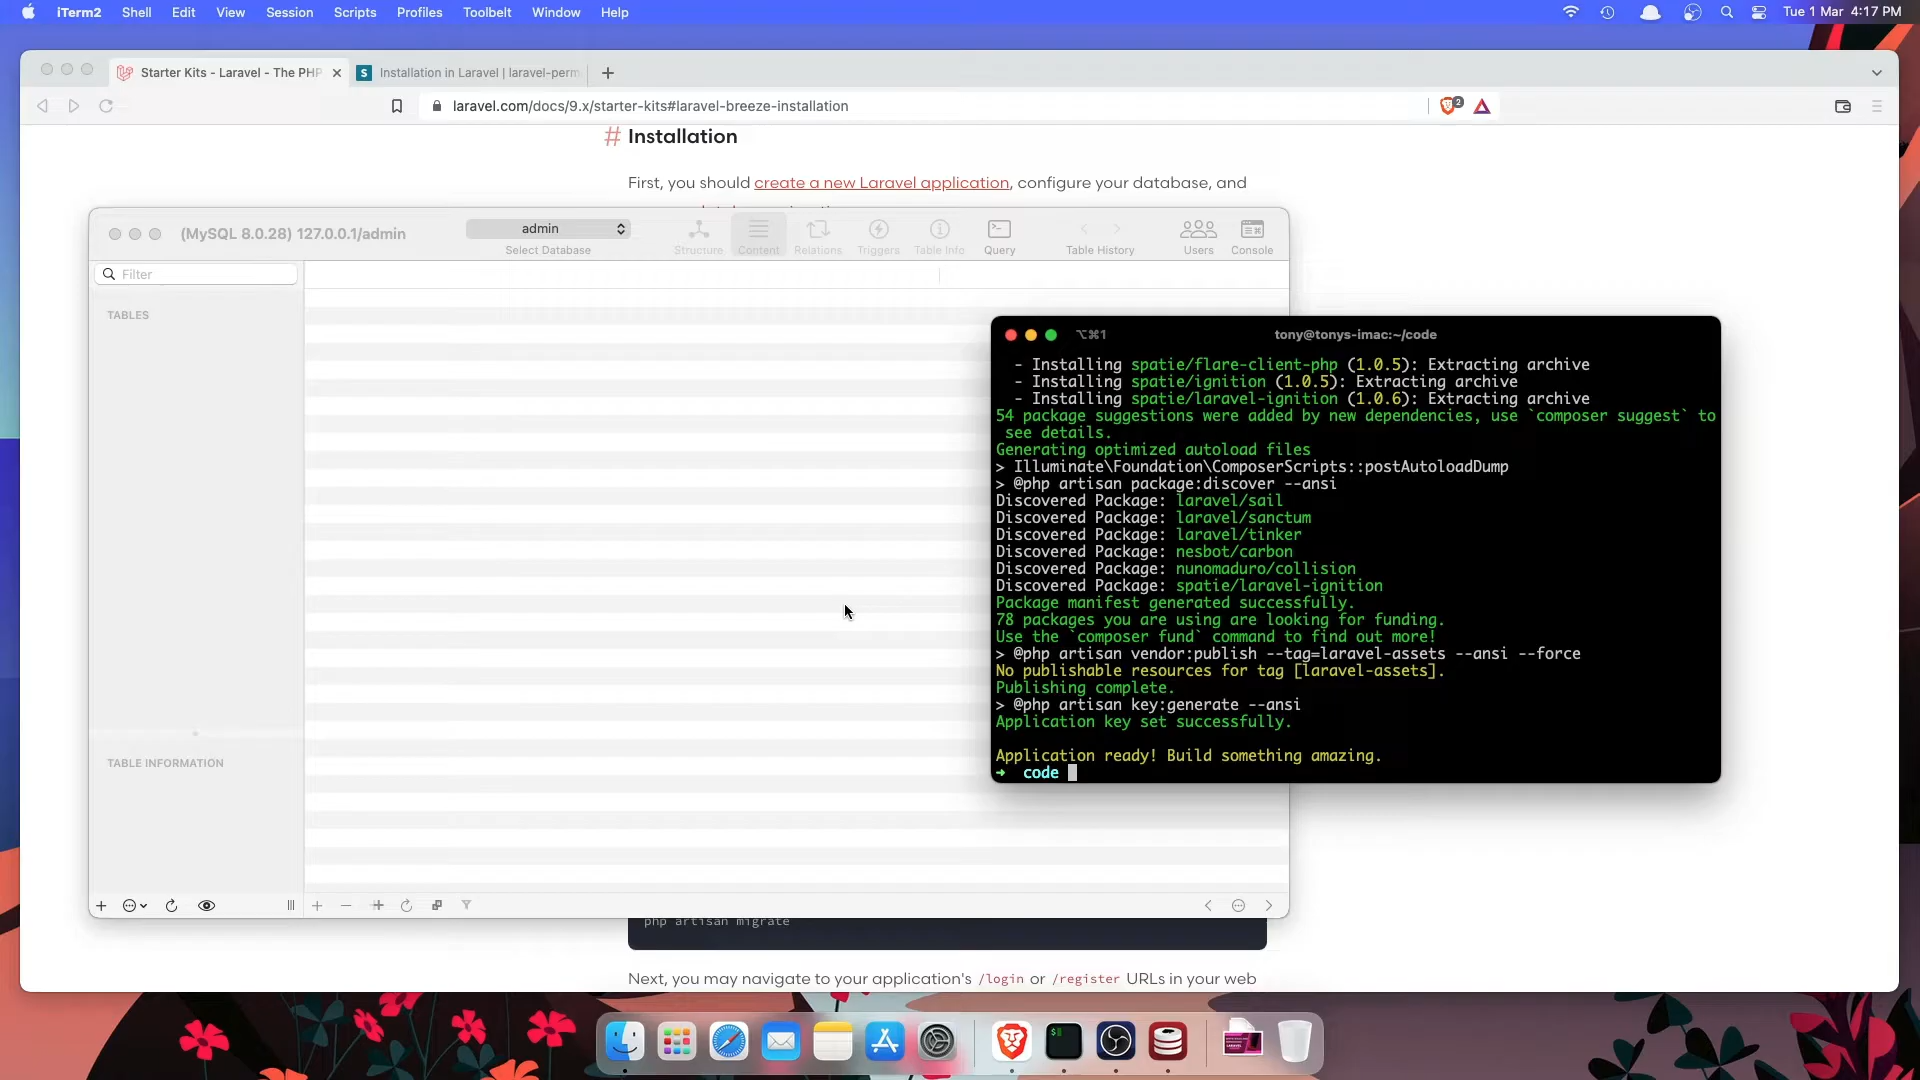 iTerm2 Shell Edit View Session Scripts Profiles Toolbelt Window Help Tue 1 Mar 4:17 PM
Starter Kits - Laravel - The PHP Installation in Laravel | laravel-perm
laravel.com/docs/9.x/starter-kits#laravel-breeze-installation 2
# Installation
First, you should create a new Laravel application, configure your database, and
(MySQL 8.0.28) 127.0.0.1/admin
admin
Select Database
Structure Content Relations Triggers Table Info Query Table History Users Console
Filter
TABLES
TABLE INFORMATION
⌥⌘1 tony@tonys-imac:~/code
- Installing spatie/flare-client-php (1.0.5): Extracting archive
- Installing spatie/ignition (1.0.5): Extracting archive
- Installing spatie/laravel-ignition (1.0.6): Extracting archive
54 package suggestions were added by new dependencies, use `composer suggest` to
see details.
Generating optimized autoload files
> Illuminate\Foundation\ComposerScripts::postAutoloadDump
> @php artisan package:discover --ansi
Discovered Package: laravel/sail
Discovered Package: laravel/sanctum
Discovered Package: laravel/tinker
Discovered Package: nesbot/carbon
Discovered Package: nunomaduro/collision
Discovered Package: spatie/laravel-ignition
Package manifest generated successfully.
78 packages you are using are looking for funding.
Use the `composer fund` command to find out more!
> @php artisan vendor:publish --tag=laravel-assets --ansi --force
No publishable resources for tag [laravel-assets].
Publishing complete.
> @php artisan key:generate --ansi
Application key set successfully.
Application ready! Build something amazing.
➜ code
php artisan migrate
Next, you may navigate to your application's /login or /register URLs in your web